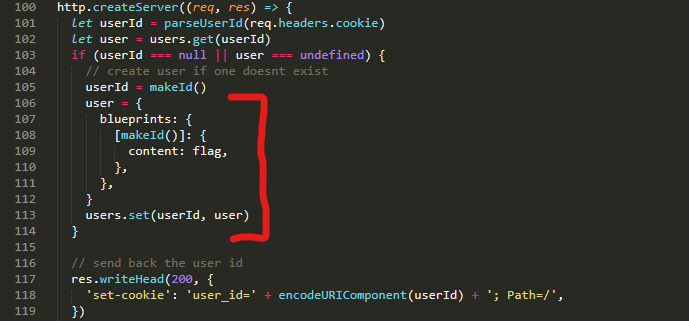 100 http.createServer((req, res) => {
101 let userId = parseUserId(req.headers.cookie)
102 let user = users.get(userId)
103 if (userId === null || user === undefined) {
104 // create user if one doesnt exist
105 userId = makeId()
106 user = {
107 blueprints: {
108 [makeId()]: {
109 content: flag,
110 },
111 },
112 }
113 users.set(userId, user)
114 }
115
116 // send back the user id
117 res.writeHead(200, {
118 'set-cookie': 'user_id=' + encodeURIComponent(userId) + '; Path=/',
119 })